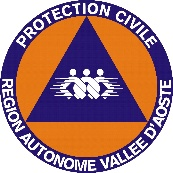 PROTECTION CIVILE
REGION AUTONOME VALLEE D'AOSTE